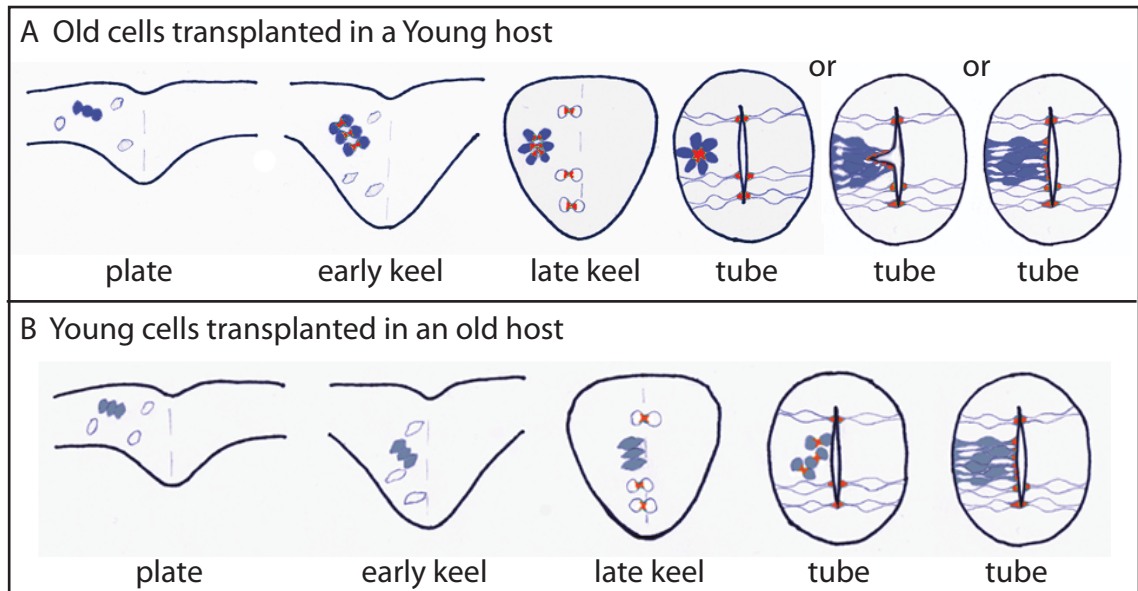 A Old cells transplanted in a Young host
or or
plate early keel late keel tube tube tube
B Young cells transplanted in an old host
plate early keel late keel tube tube